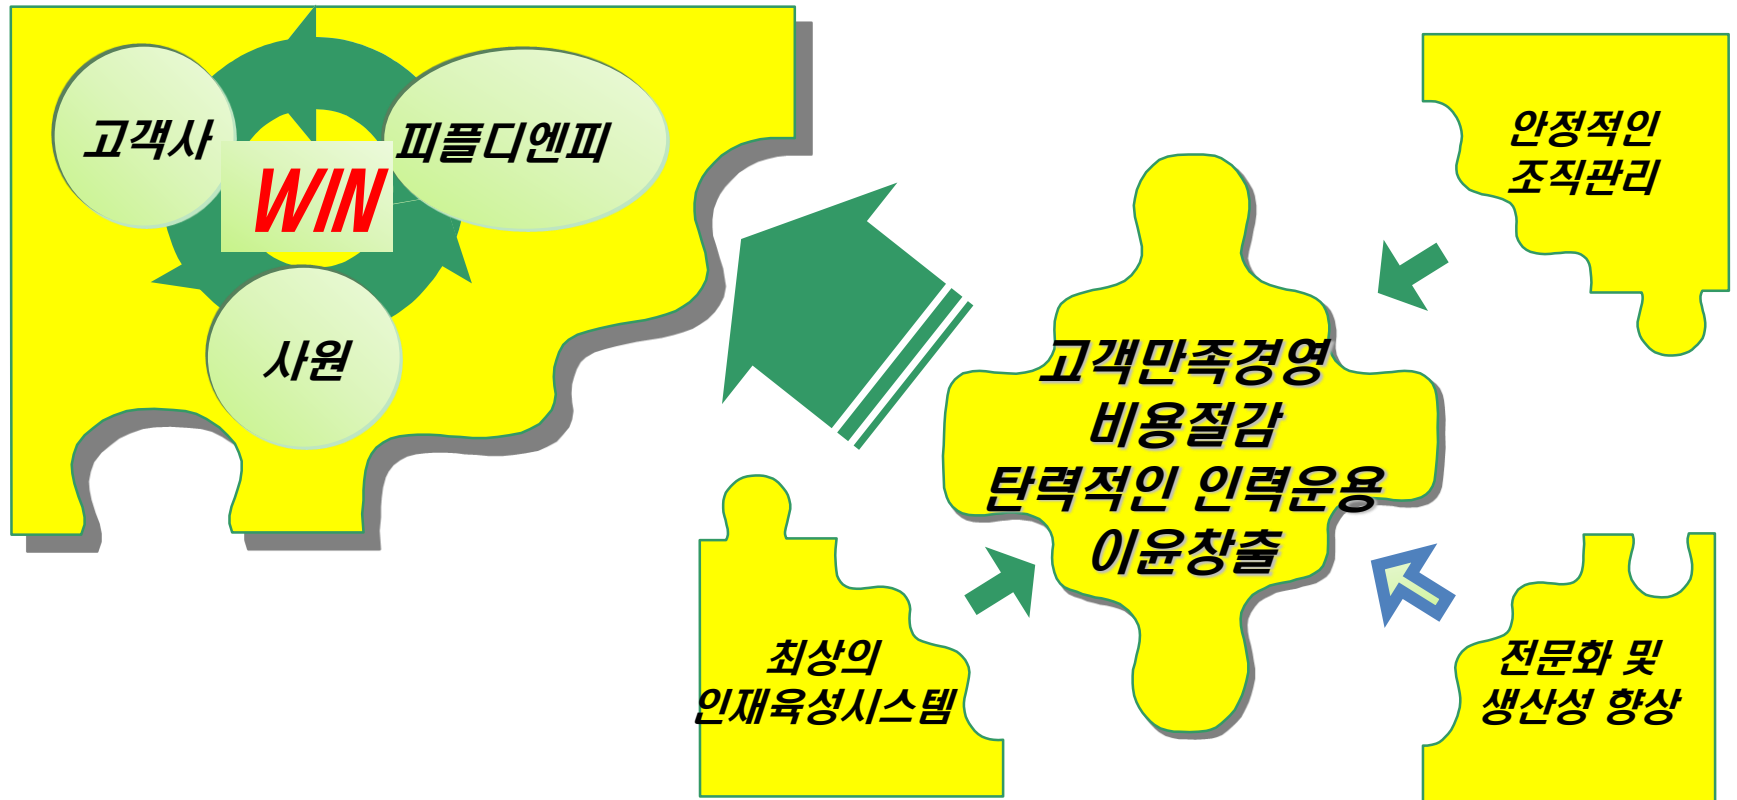 고객사
피플디엔피
WIN
사원
안정적인
조직관리
고객만족경영
비용절감
탄력적인 인력운용
이윤창출
최상의
인재육성시스템
전문화 및
생산성 향상